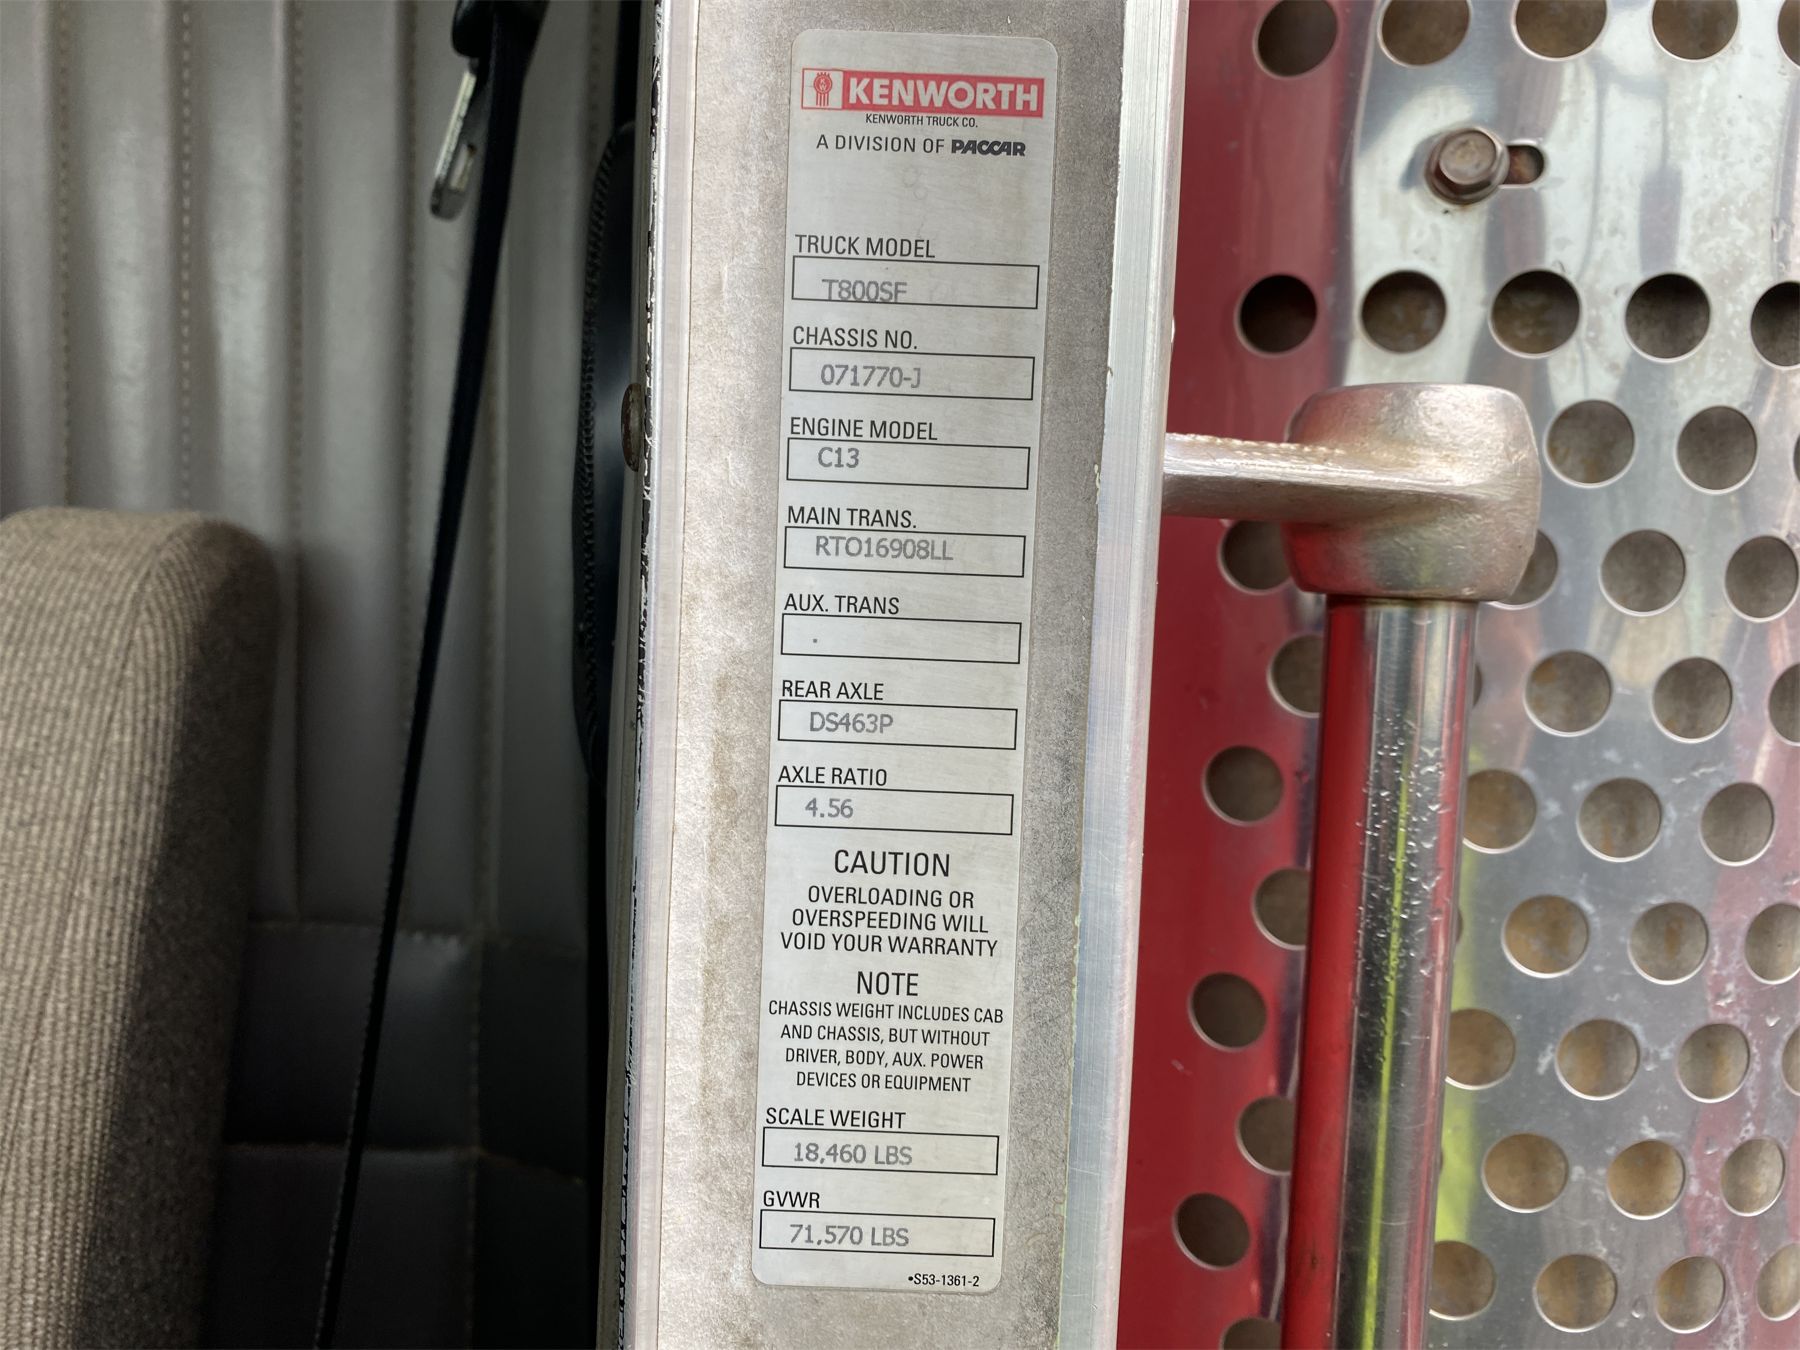 KENWORTH
KENWORTH TRUCK CO.
A DIVISION OF PACCAR
TRUCK MODEL
T800SF
CHASSIS NO.
071770-J
ENGINE MODEL
C13
MAIN TRANS.
RTO16908LL
AUX. TRANS
.
REAR AXLE
DS463P
AXLE RATIO
4.56
CAUTION
OVERLOADING OR
OVERSPEEDING WILL
VOID YOUR WARRANTY
NOTE
CHASSIS WEIGHT INCLUDES CAB
AND CHASSIS, BUT WITHOUT
DRIVER, BODY, AUX. POWER
DEVICES OR EQUIPMENT
SCALE WEIGHT
18,460 LBS
GVWR
71,570 LBS
•S53-1361-2